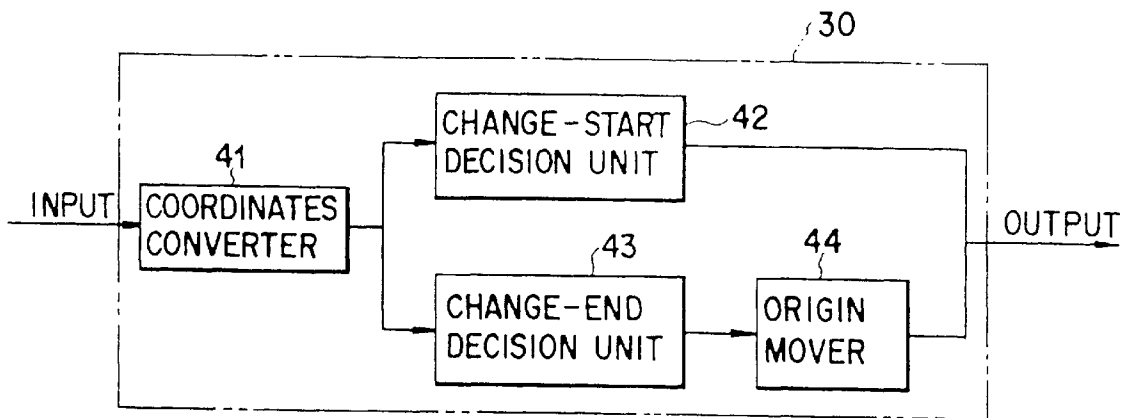 30
CHANGE-START
DECISION UNIT
42
41
INPUT
COORDINATES
CONVERTER
OUTPUT
43
CHANGE-END
DECISION UNIT
44
ORIGIN
MOVER